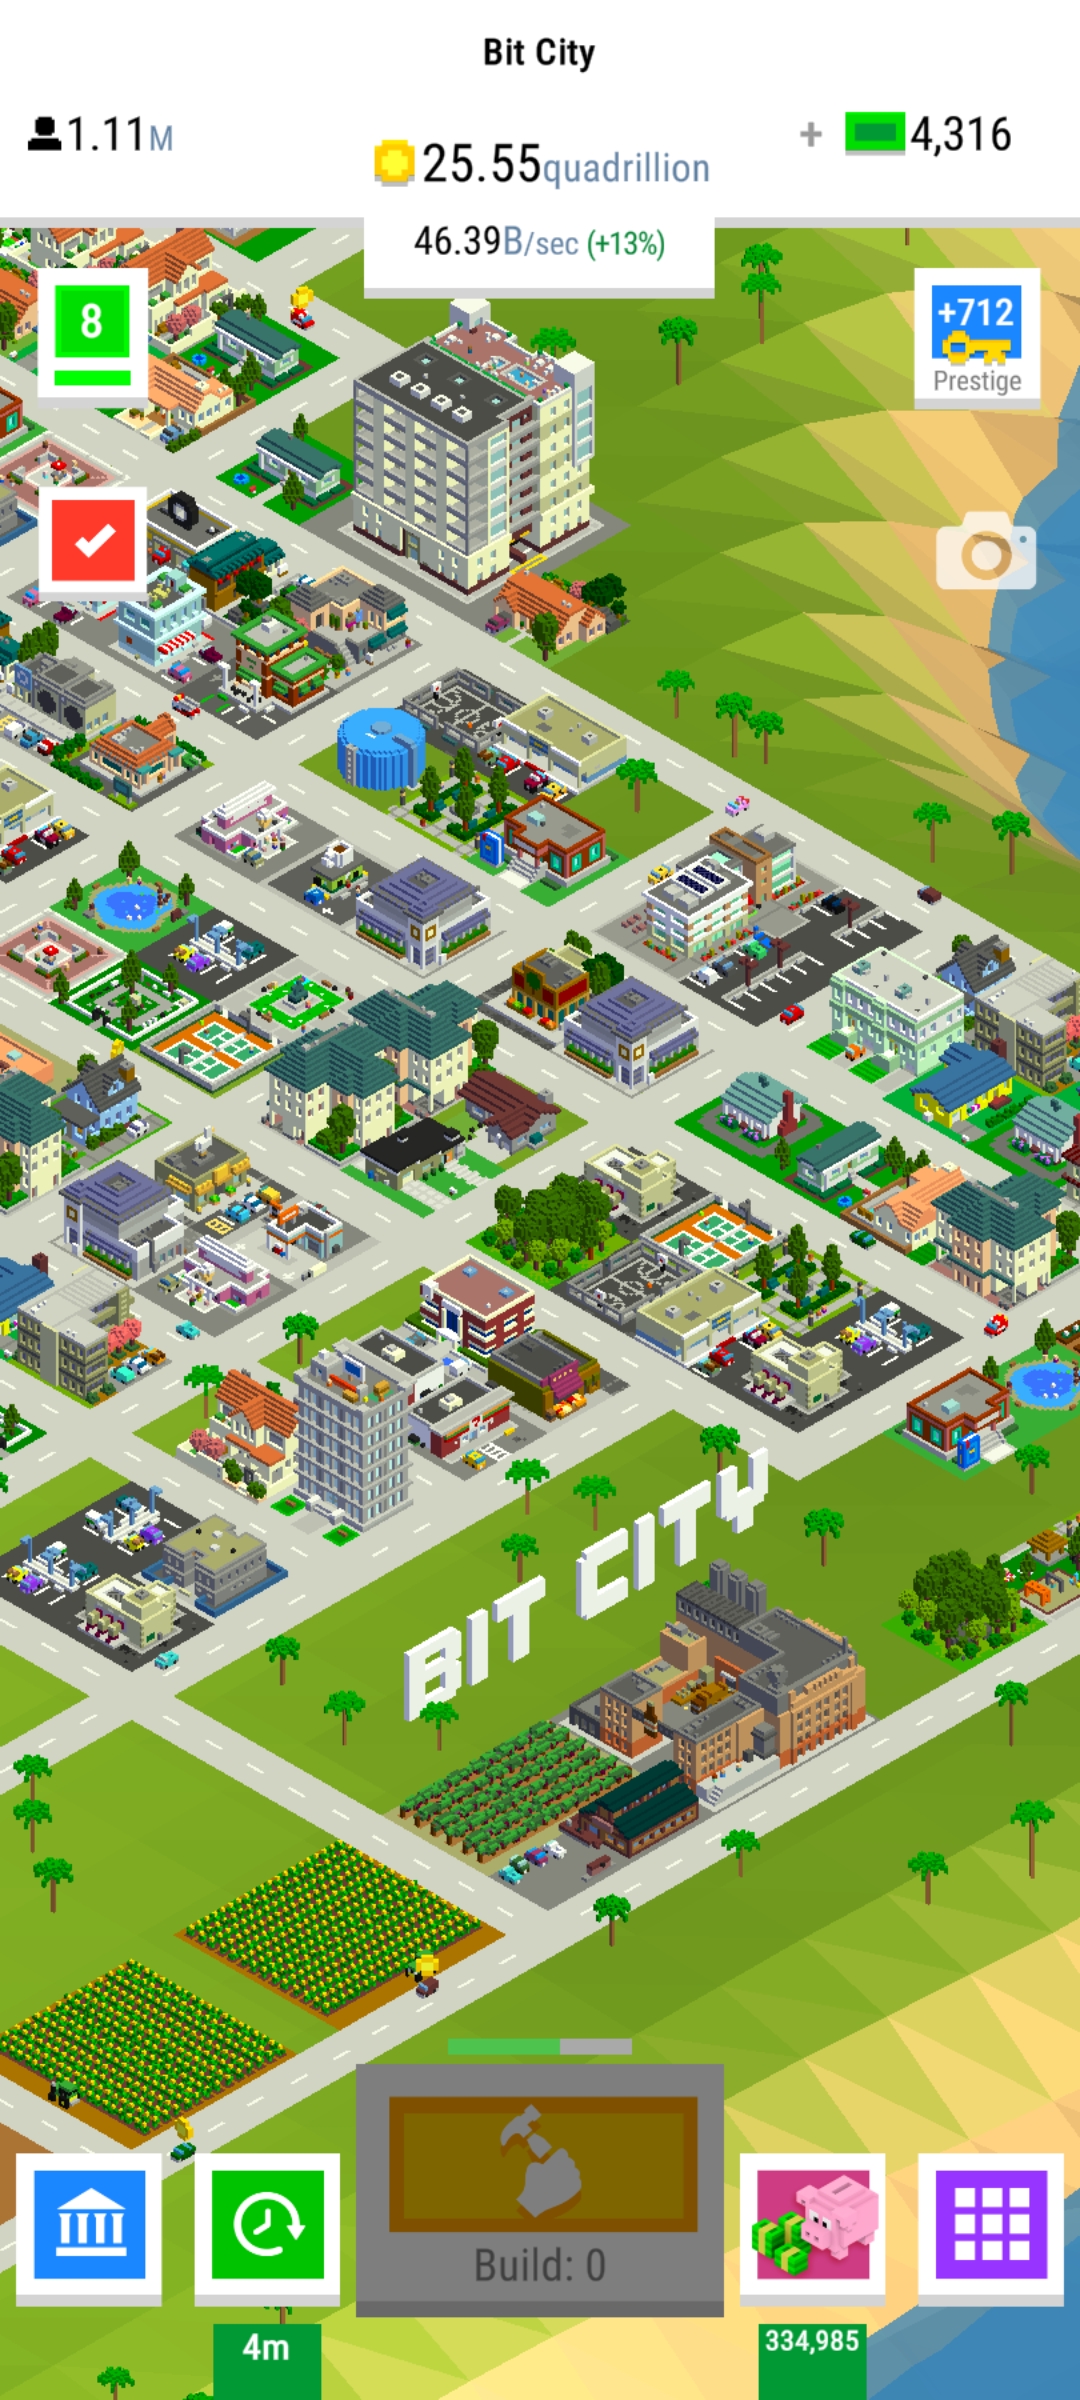 Bit City
1.11M
25.55quadrillion
+ 4,316
46.39B/sec (+13%)
8
+712
Prestige
BIT CITY
Build: 0
4m
334,985